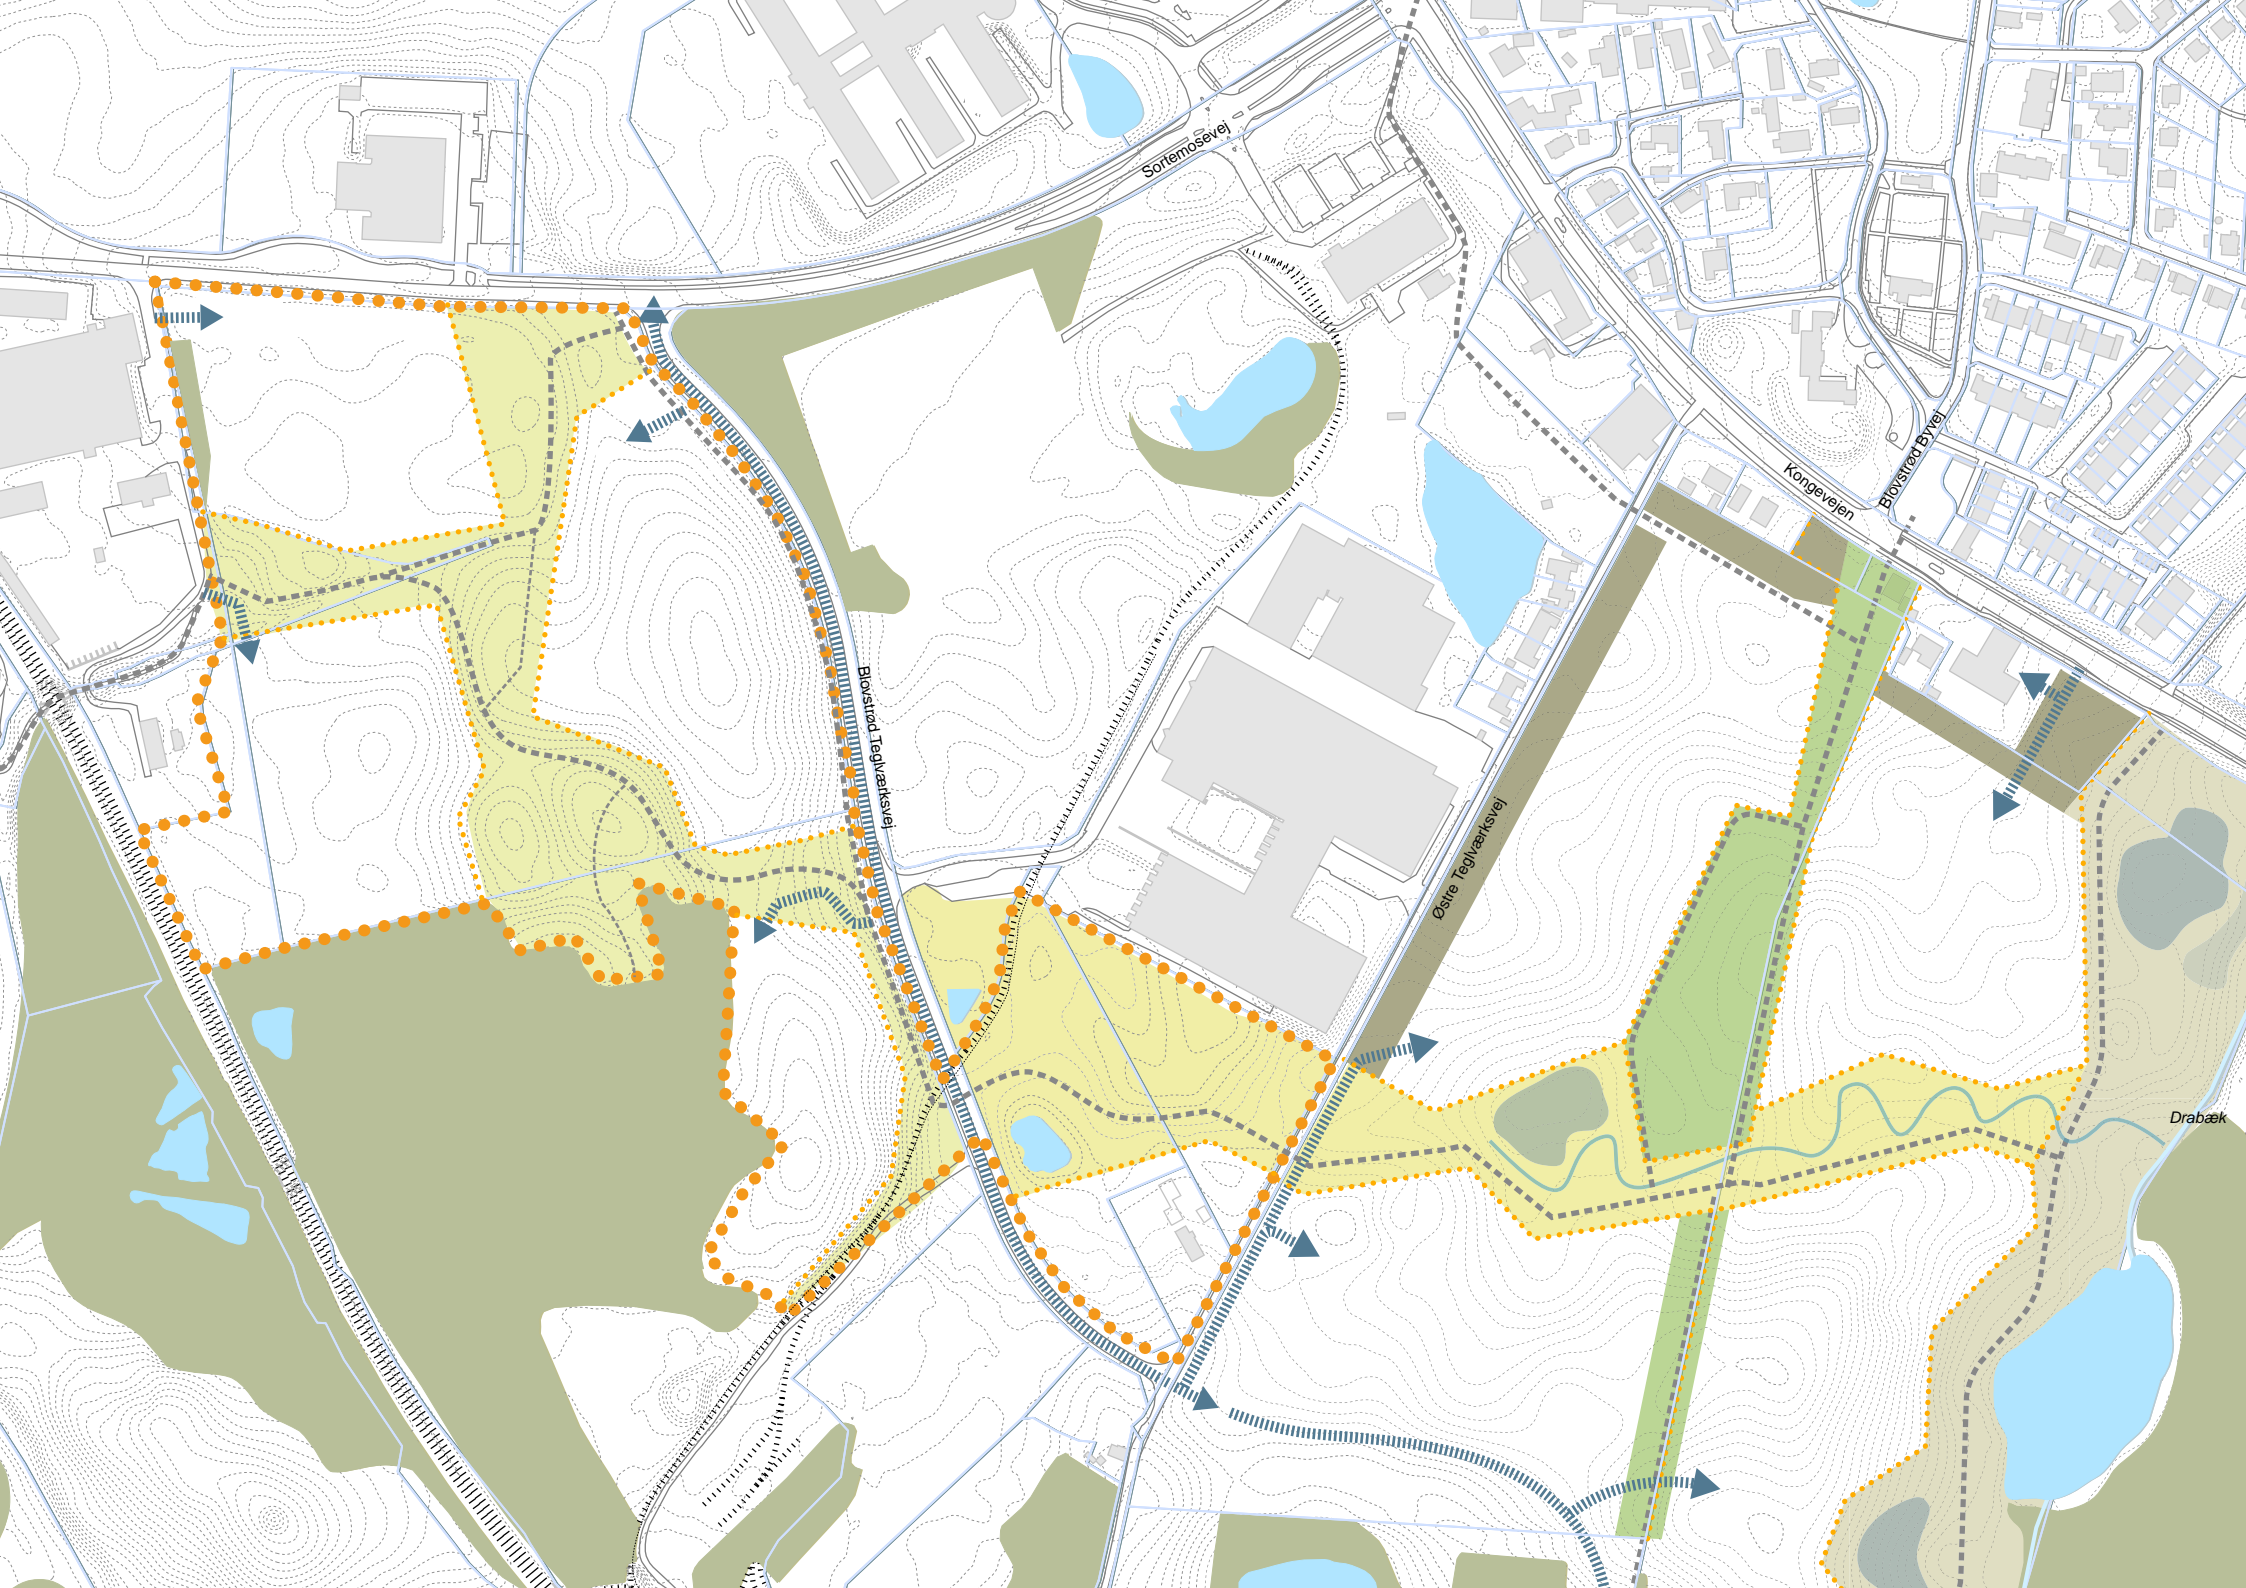 Sortemosevej
Kongevejen
Blovstrød Byvej
Blovstrød Teglværksvej
Østre Teglværksvej
Drabæk